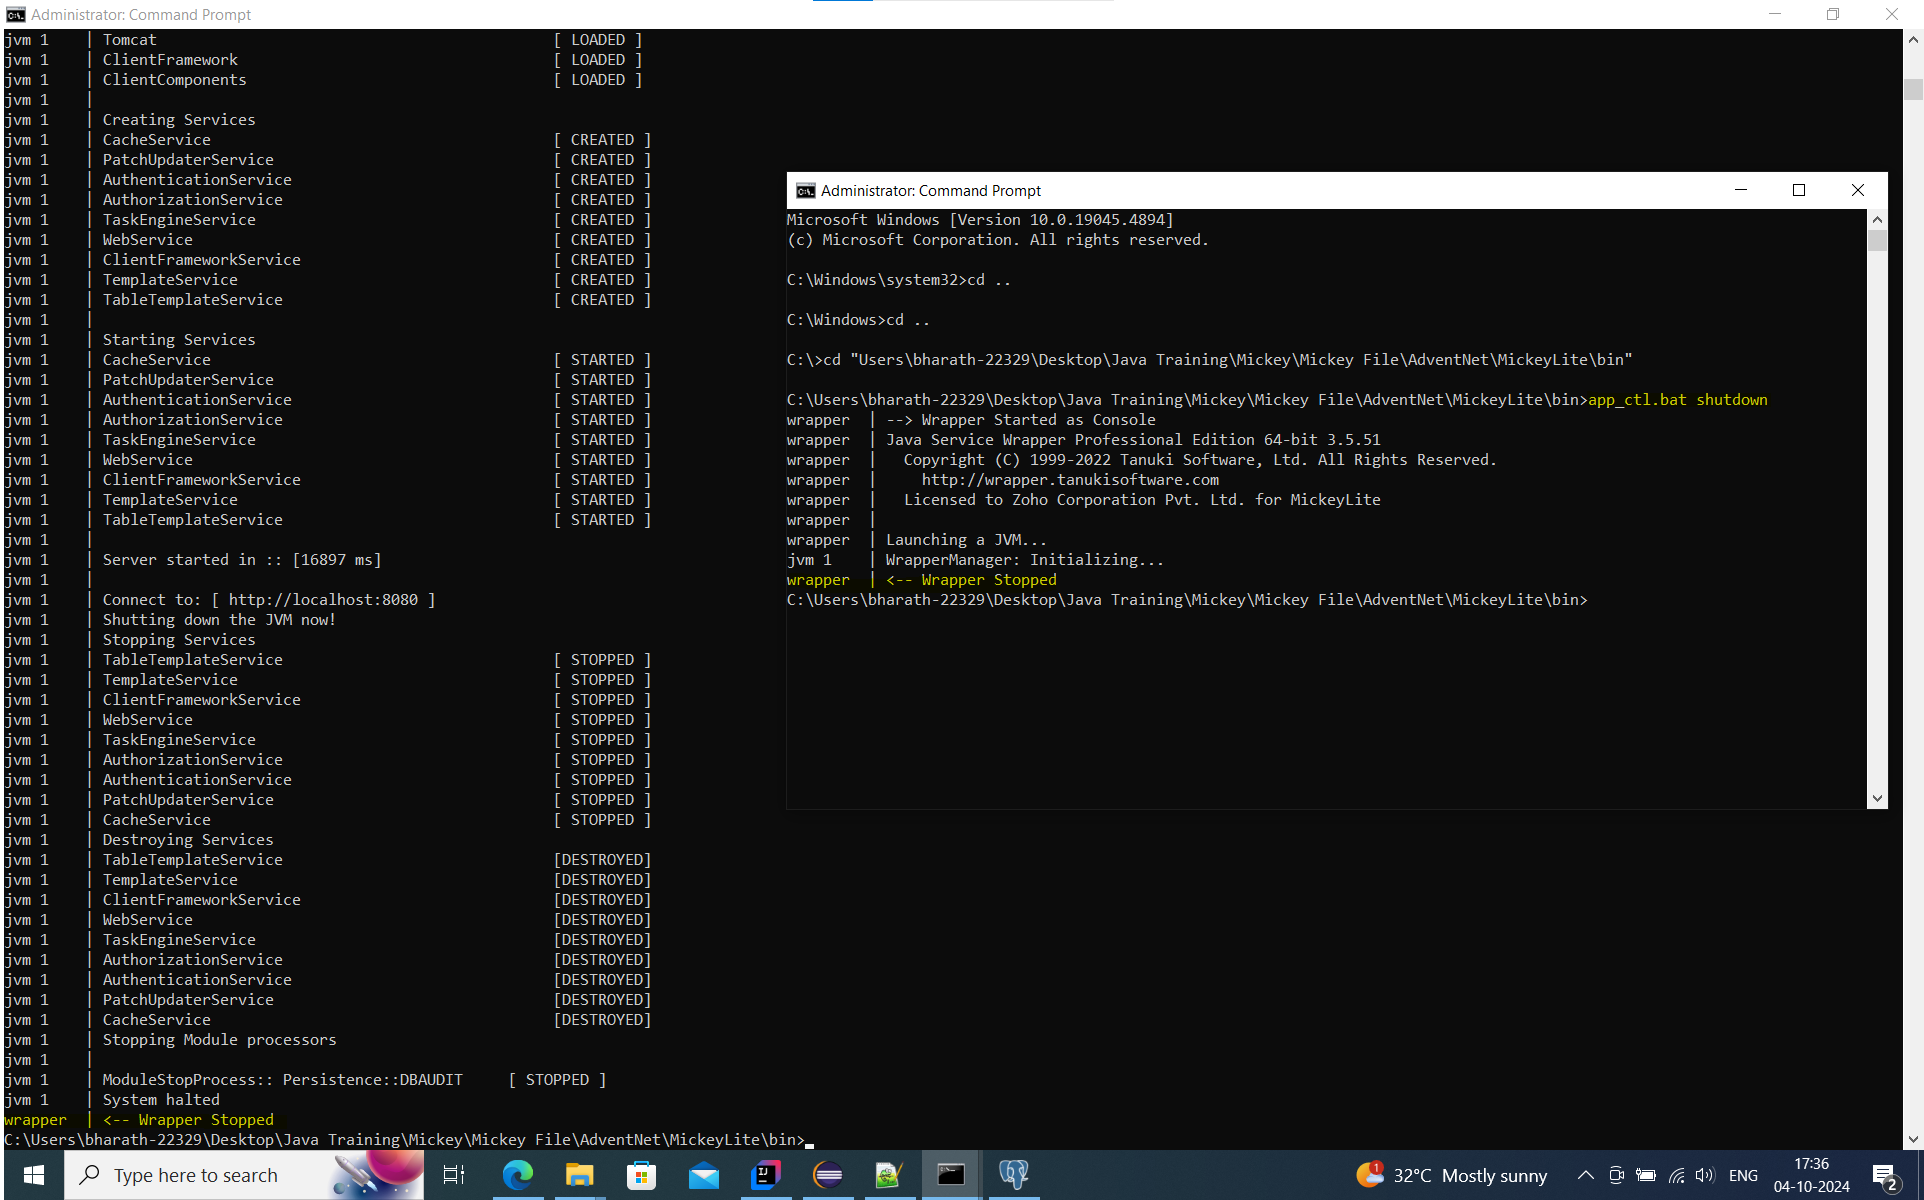 Administrator: Command Prompt
jvm 1    | Tomcat                                            [ LOADED ]
jvm 1    | ClientFramework                                   [ LOADED ]
jvm 1    | ClientComponents                                  [ LOADED ]
jvm 1    |
jvm 1    | Creating Services
jvm 1    | CacheService                                      [ CREATED ]
jvm 1    | PatchUpdaterService                               [ CREATED ]
jvm 1    | AuthenticationService                             [ CREATED ]
jvm 1    | AuthorizationService                              [ CREATED ]
jvm 1    | TaskEngineService                                 [ CREATED ]
jvm 1    | WebService                                        [ CREATED ]
jvm 1    | ClientFrameworkService                            [ CREATED ]
jvm 1    | TemplateService                                   [ CREATED ]
jvm 1    | TableTemplateService                              [ CREATED ]
jvm 1    |
jvm 1    | Starting Services
jvm 1    | CacheService                                      [ STARTED ]
jvm 1    | PatchUpdaterService                               [ STARTED ]
jvm 1    | AuthenticationService                             [ STARTED ]
jvm 1    | AuthorizationService                              [ STARTED ]
jvm 1    | TaskEngineService                                 [ STARTED ]
jvm 1    | WebService                                        [ STARTED ]
jvm 1    | ClientFrameworkService                            [ STARTED ]
jvm 1    | TemplateService                                   [ STARTED ]
jvm 1    | TableTemplateService                              [ STARTED ]
jvm 1    |
jvm 1    | Server started in :: [16897 ms]
jvm 1    |
jvm 1    | Connect to: [ http://localhost:8080 ]
jvm 1    | Shutting down the JVM now!
jvm 1    | Stopping Services
jvm 1    | TableTemplateService                              [ STOPPED ]
jvm 1    | TemplateService                                   [ STOPPED ]
jvm 1    | ClientFrameworkService                            [ STOPPED ]
jvm 1    | WebService                                        [ STOPPED ]
jvm 1    | TaskEngineService                                 [ STOPPED ]
jvm 1    | AuthorizationService                              [ STOPPED ]
jvm 1    | AuthenticationService                             [ STOPPED ]
jvm 1    | PatchUpdaterService                               [ STOPPED ]
jvm 1    | CacheService                                      [ STOPPED ]
jvm 1    | Destroying Services
jvm 1    | TableTemplateService                              [DESTROYED]
jvm 1    | TemplateService                                   [DESTROYED]
jvm 1    | ClientFrameworkService                            [DESTROYED]
jvm 1    | WebService                                        [DESTROYED]
jvm 1    | TaskEngineService                                 [DESTROYED]
jvm 1    | AuthorizationService                              [DESTROYED]
jvm 1    | AuthenticationService                             [DESTROYED]
jvm 1    | PatchUpdaterService                               [DESTROYED]
jvm 1    | CacheService                                      [DESTROYED]
jvm 1    | Stopping Module processors
jvm 1    |
jvm 1    | ModuleStopProcess:: Persistence::DBAUDIT     [ STOPPED ]
jvm 1    | System halted
wrapper  | <-- Wrapper Stopped
C:\Users\bharath-22329\Desktop\Java Training\Mickey\Mickey File\AdventNet\MickeyLite\bin>
Administrator: Command Prompt
Microsoft Windows [Version 10.0.19045.4894]
(c) Microsoft Corporation. All rights reserved.
C:\Windows\system32>cd ..
C:\Windows>cd ..
C:\>cd "Users\bharath-22329\Desktop\Java Training\Mickey\Mickey File\AdventNet\MickeyLite\bin"
C:\Users\bharath-22329\Desktop\Java Training\Mickey\Mickey File\AdventNet\MickeyLite\bin>app_ctl.bat shutdown
wrapper  | --> Wrapper Started as Console
wrapper  | Java Service Wrapper Professional Edition 64-bit 3.5.51
wrapper  |   Copyright (C) 1999-2022 Tanuki Software, Ltd. All Rights Reserved.
wrapper  |     http://wrapper.tanukisoftware.com
wrapper  |   Licensed to Zoho Corporation Pvt. Ltd. for MickeyLite
wrapper  |
wrapper  | Launching a JVM...
jvm 1    | WrapperManager: Initializing...
wrapper  | <-- Wrapper Stopped
C:\Users\bharath-22329\Desktop\Java Training\Mickey\Mickey File\AdventNet\MickeyLite\bin>
Type here to search
1
32°C Mostly sunny
ENG
17:36
04-10-2024
2